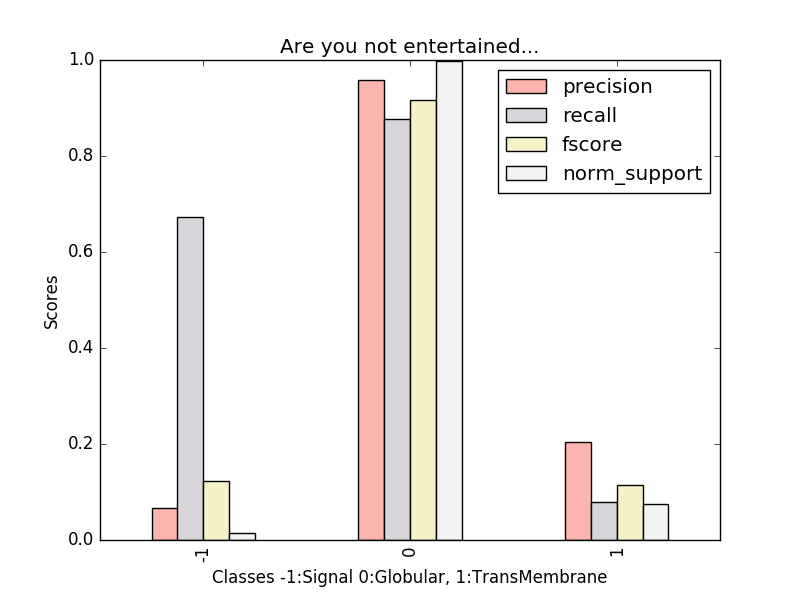 Are you not entertained...
1.0
0.8
0.6
0.4
0.2
0.0
Scores
precision
recall
fscore
norm_support
-1
0
1
Classes -1:Signal 0:Globular, 1:TransMembrane